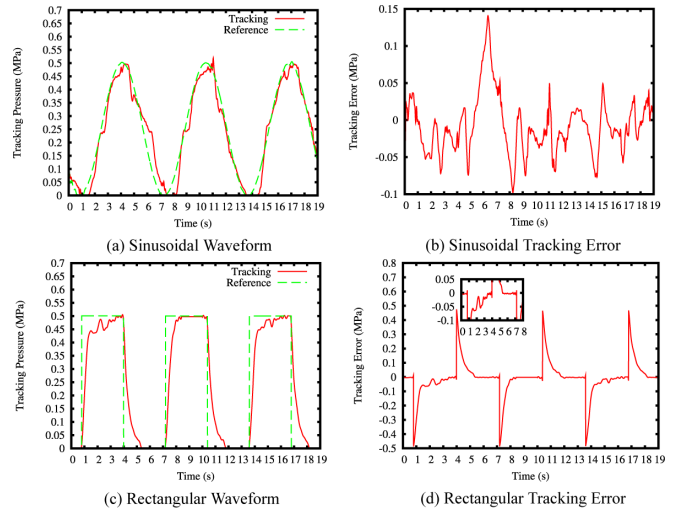 Tracking
Reference
Tracking Pressure (MPa)
0.7
0.65
0.6
0.55
0.5
0.45
0.4
0.35
0.3
0.25
0.2
0.15
0.1
0.05
0
0 1 2 3 4 5 6 7 8 9 10 11 12 13 14 15 16 17 18 19
Time (s)
(a) Sinusoidal Waveform
Tracking Error (MPa)
0.15
0.1
0.05
0
-0.05
-0.1
0 1 2 3 4 5 6 7 8 9 10 11 12 13 14 15 16 17 18 19
Time (s)
(b) Sinusoidal Tracking Error
Tracking
Reference
Tracking Pressure (MPa)
0.7
0.65
0.6
0.55
0.5
0.45
0.4
0.35
0.3
0.25
0.2
0.15
0.1
0.05
0
0 1 2 3 4 5 6 7 8 9 10 11 12 13 14 15 16 17 18 19
Time (s)
(c) Rectangular Waveform
Tracking Error (MPa)
0.8
0.7
0.6
0.5
0.4
0.3
0.2
0.1
0
-0.1
-0.2
-0.3
-0.4
-0.5
0.05
0
-0.05
-0.1
0 1 2 3 4 5 6 7 8
0 1 2 3 4 5 6 7 8 9 10 11 12 13 14 15 16 17 18 19
Time (s)
(d) Rectangular Tracking Error